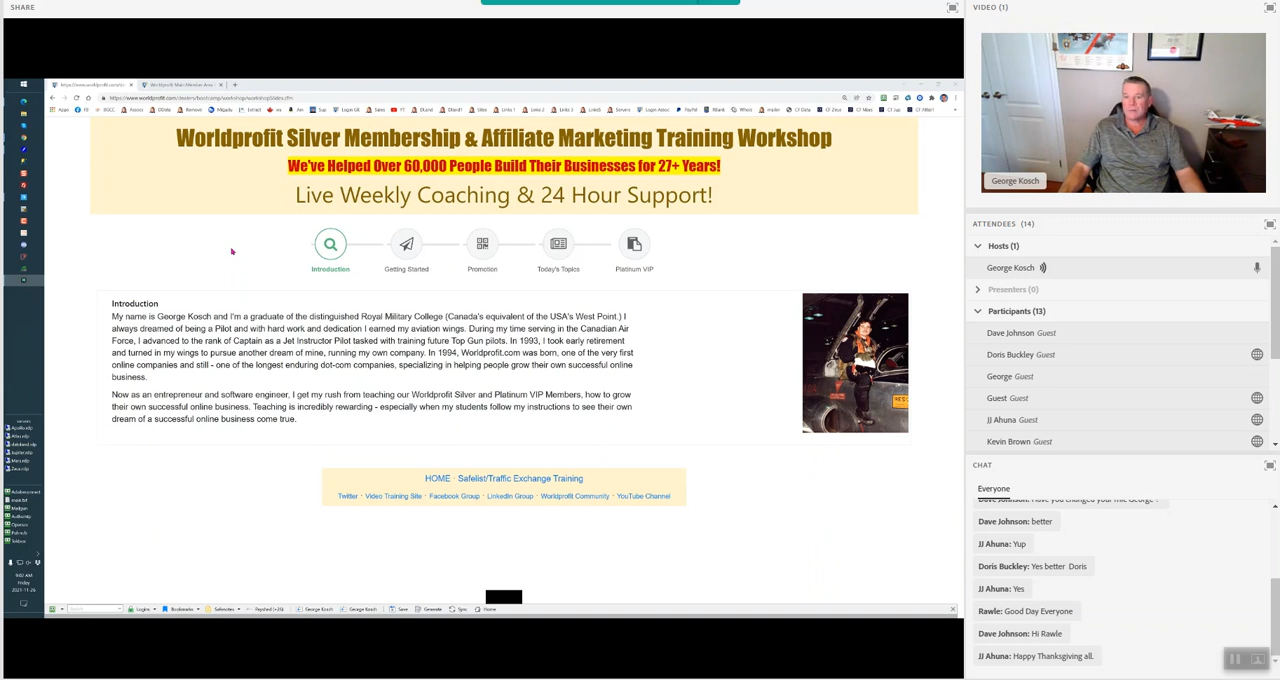 SHARE
Worldprofit Silver Membership & Affiliate Marketing Training Workshop
We've Helped Over 60,000 People Build Their Businesses for 27+ Years!
Live Weekly Coaching & 24 Hour Support!
Introduction Getting Started Promotion Today's Topics Platinum VIP
Introduction
My name is George Kosch and I'm a graduate of the distinguished Royal Military College (Canada's equivalent of the USA's West Point.) I
always dreamed of being a Pilot and with hard work and dedication I earned my aviation wings. During my time serving in the Canadian Air
Force, I advanced to the rank of Captain as a Jet Instructor Pilot tasked with training future Top Gun pilots. In 1993, I took early retirement
and turned in my wings to pursue another dream of mine, running my own company. In 1994, Worldprofit.com was born, one of the very first
online companies and still - one of the longest enduring dot-com companies, specializing in helping people grow their own successful online
business.
Now as an entrepreneur and software engineer, I get my rush from teaching our Worldprofit Silver and Platinum VIP Members, how to grow
their own successful online business. Teaching is incredibly rewarding - especially when my students follow my instructions to see their own
dream of a successful online business come true.
HOME · Safelist/Traffic Exchange Training
Twitter · Video Training Site · Facebook Group · LinkedIn Group · Worldprofit Community · YouTube Channel
9:02 AM
Friday
2021-11-26
VIDEO (1)
George Kosch
ATTENDEES (14)
Hosts (1)
George Kosch
Presenters (0)
Participants (13)
Dave Johnson Guest
Doris Buckley Guest
George Guest
Guest Guest
JJ Ahuna Guest
Kevin Brown Guest
CHAT
Everyone
Dave Johnson: better
JJ Ahuna: Yup
Doris Buckley: Yes better Doris
JJ Ahuna: Yes
Rawle: Good Day Everyone
Dave Johnson: Hi Rawle
JJ Ahuna: Happy Thanksgiving all.